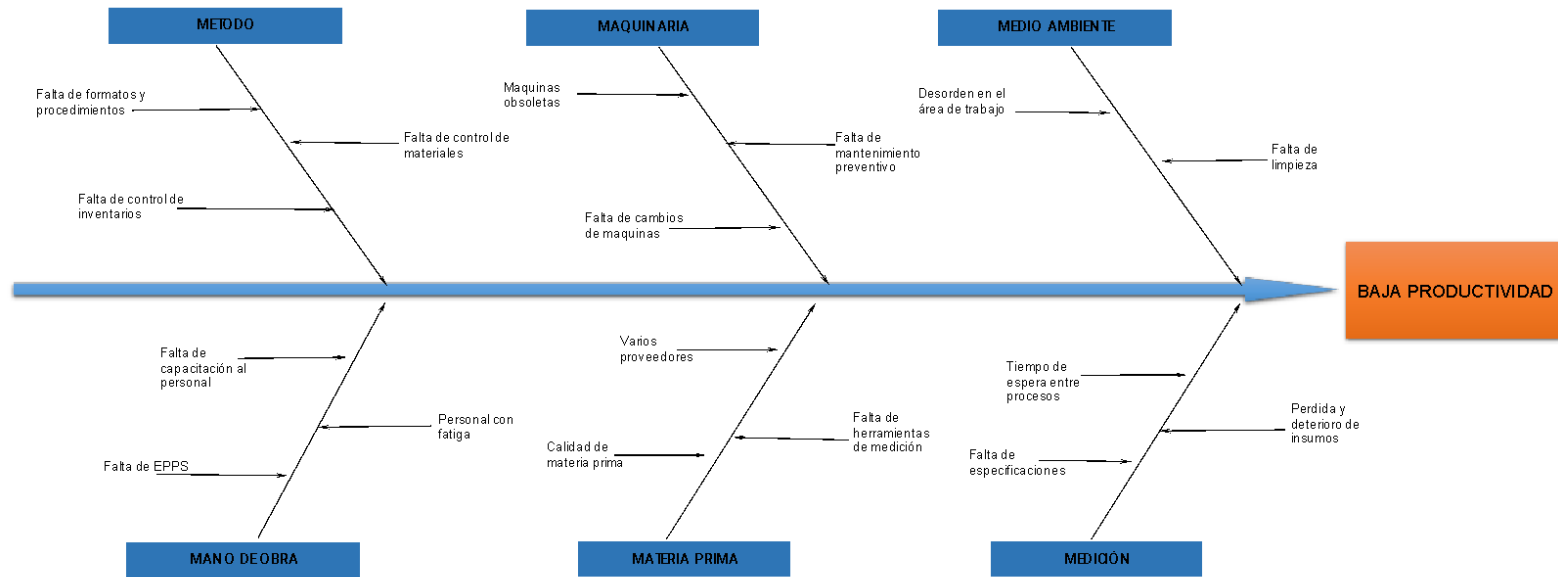 METODO
MAQUINARIA
MEDIO AMBIENTE
Falta de formatos y
procedimientos
Falta de control de
materiales
Falta de control de
inventarios
Maquinas
obsoletas
Falta de
mantenimiento
preventivo
Falta de cambios
de maquinas
Desorden en el
área de trabajo
Falta de
limpieza
BAJA PRODUCTIVIDAD
Falta de
capacitación al
personal
Personal con
fatiga
Falta de EPPS
Varios
proveedores
Falta de
herramientas
de medición
Calidad de
materia prima
Tiempo de
espera entre
procesos
Perdida y
deterioro de
insumos
Falta de
especificaciones
MANO DE OBRA
MATERIA PRIMA
MEDICIÓN